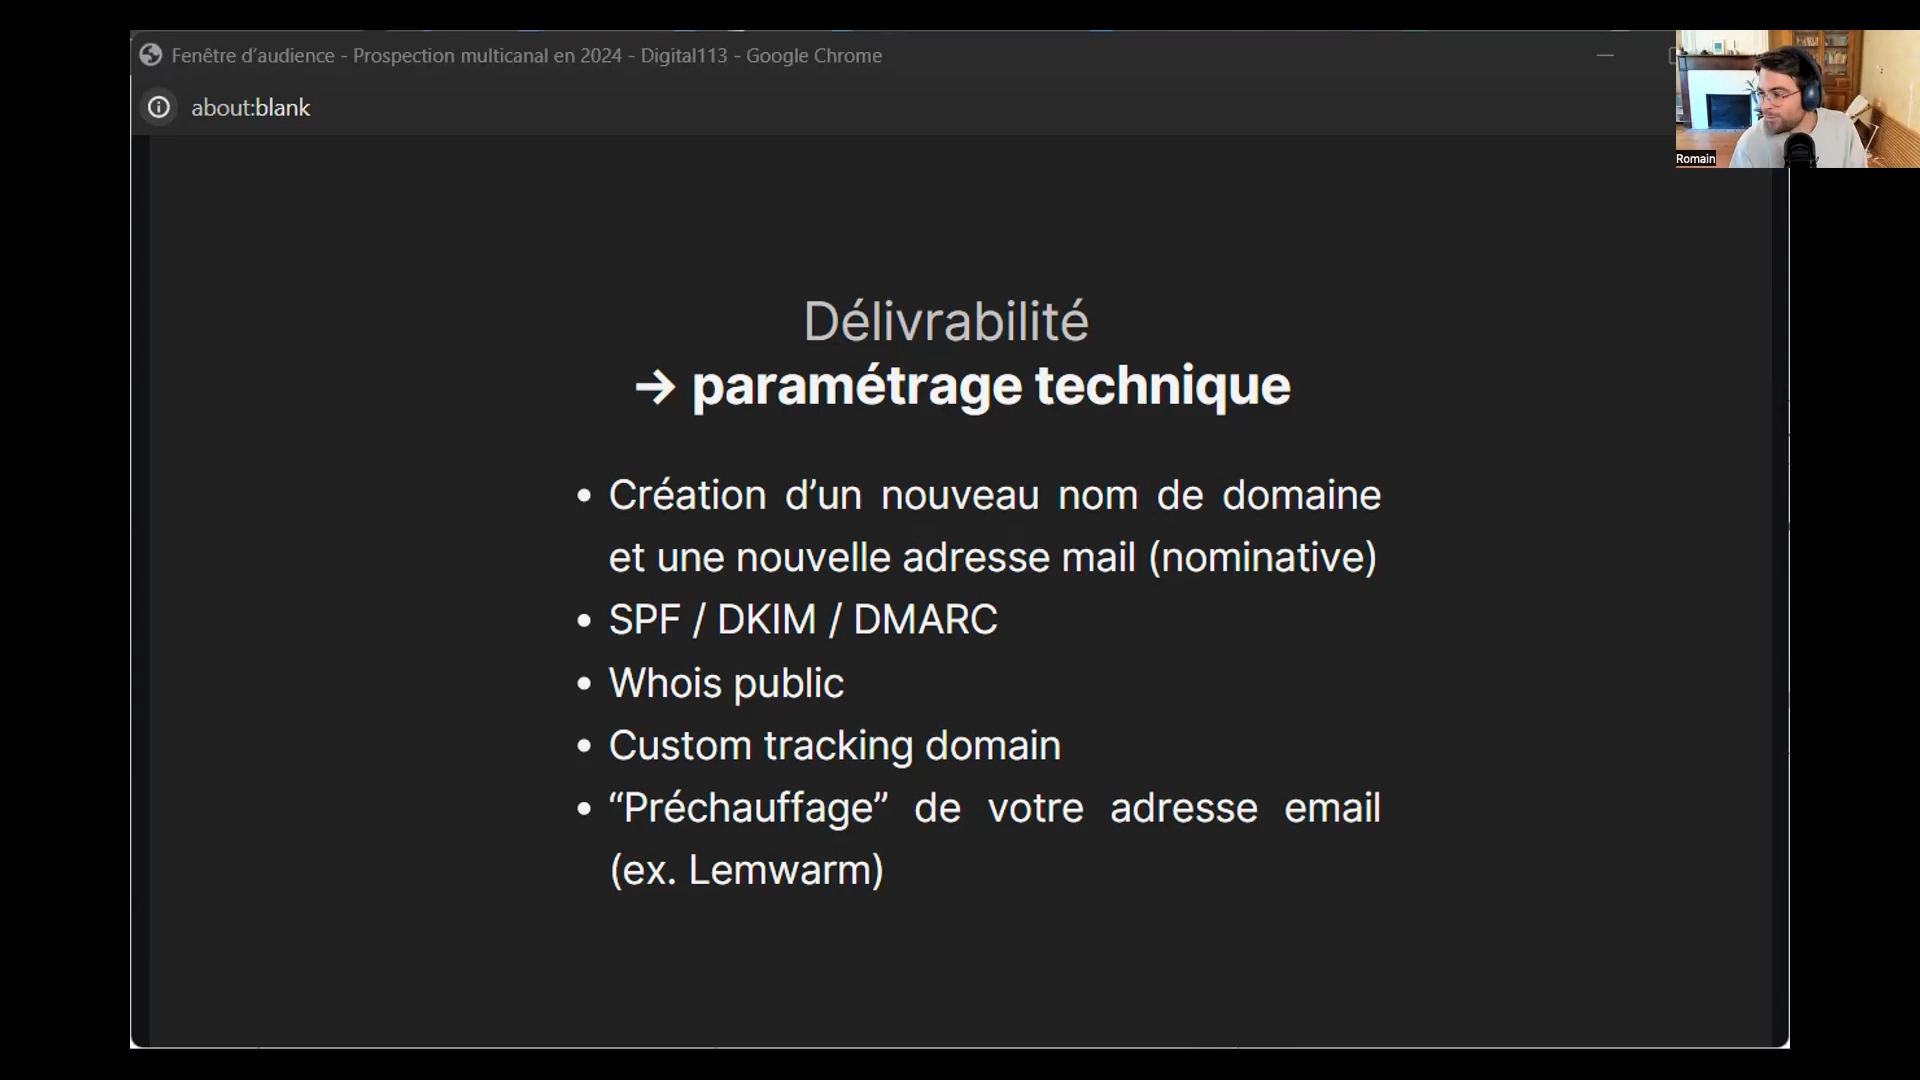 Fenêtre d’audience - Prospection multicanal en 2024 - Digital113 - Google Chrome
about:blank
Romain
Délivrabilité
→ paramétrage technique
• Création d’un nouveau nom de domaine
et une nouvelle adresse mail (nominative)
• SPF / DKIM / DMARC
• Whois public
• Custom tracking domain
• “Préchauffage” de votre adresse email
(ex. Lemwarm)